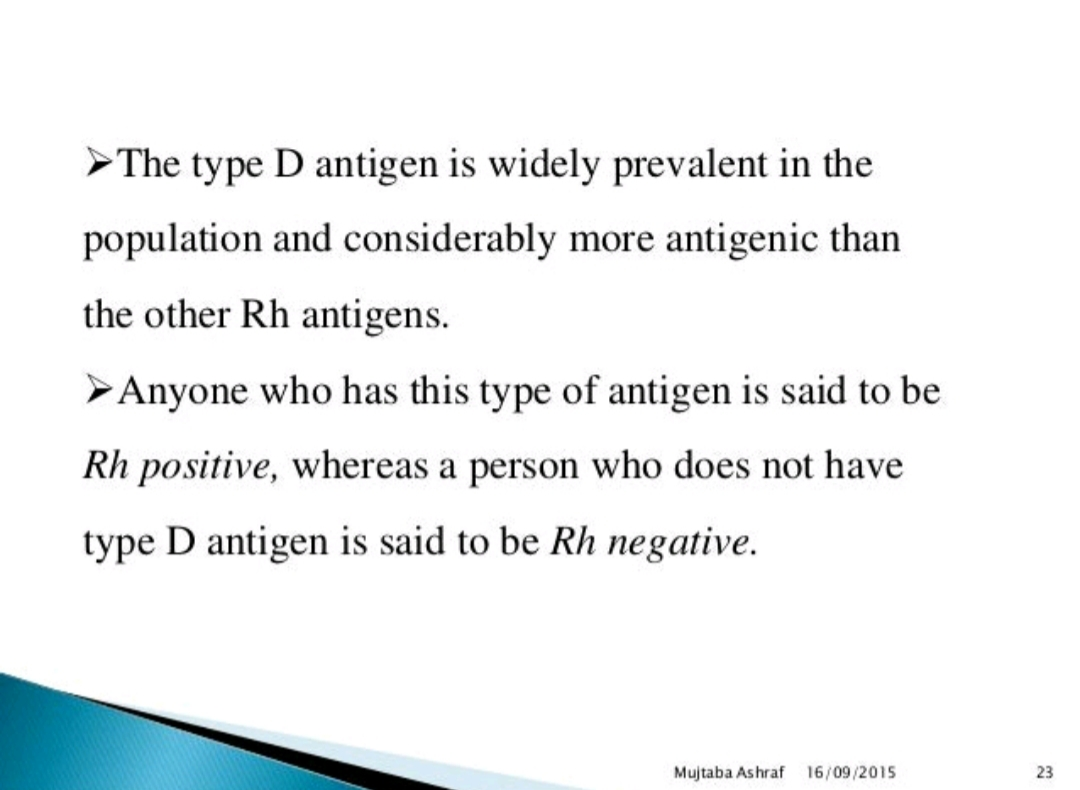 ➢The type D antigen is widely prevalent in the
population and considerably more antigenic than
the other Rh antigens.
➢Anyone who has this type of antigen is said to be
Rh positive, whereas a person who does not have
type D antigen is said to be Rh negative.
Mujtaba Ashraf 16/09/2015 23